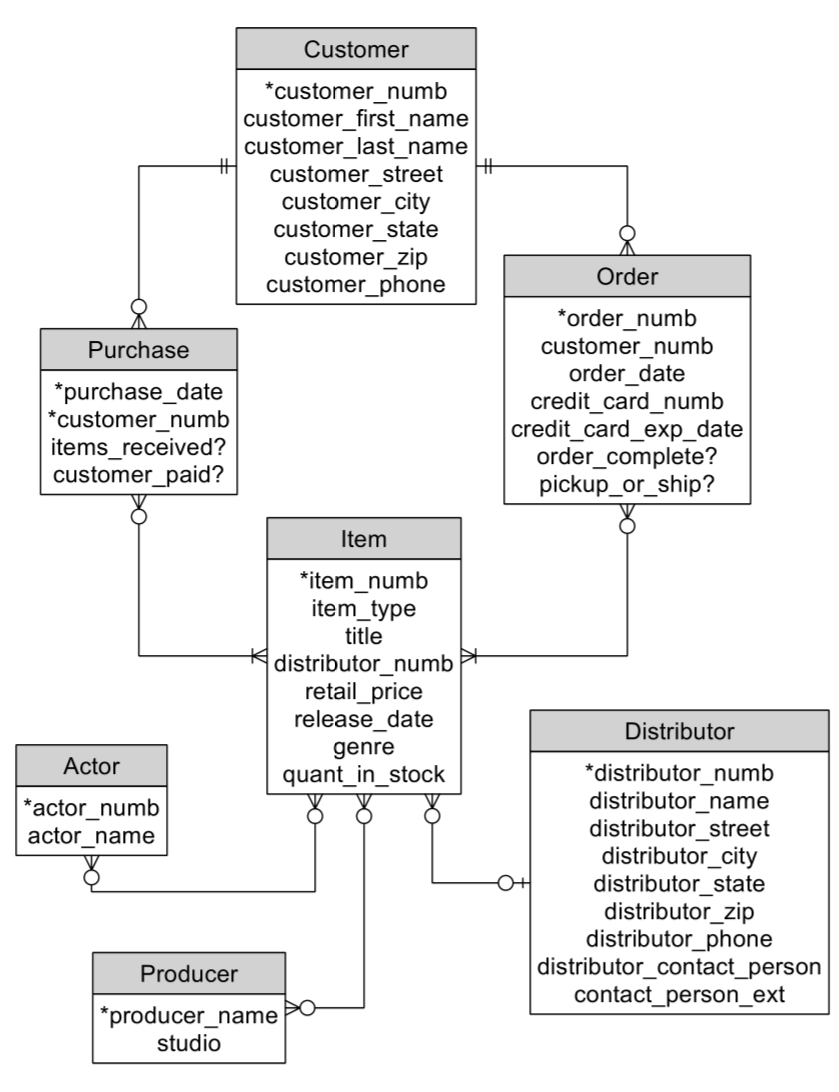 Customer
*customer_numb
customer_first_name
customer_last_name
customer_street
customer_city
customer_state
customer_zip
customer_phone
Order
*order_numb
customer_numb
order_date
credit_card_numb
credit_card_exp_date
order_complete?
pickup_or_ship?
Purchase
*purchase_date
*customer_numb
items_received?
customer_paid?
Item
*item_numb
item_type
title
distributor_numb
retail_price
release_date
genre
quant_in_stock
Distributor
*distributor_numb
distributor_name
distributor_street
distributor_city
distributor_state
distributor_zip
distributor_phone
distributor_contact_person
contact_person_ext
Actor
*actor_numb
actor_name
Producer
*producer_name
studio